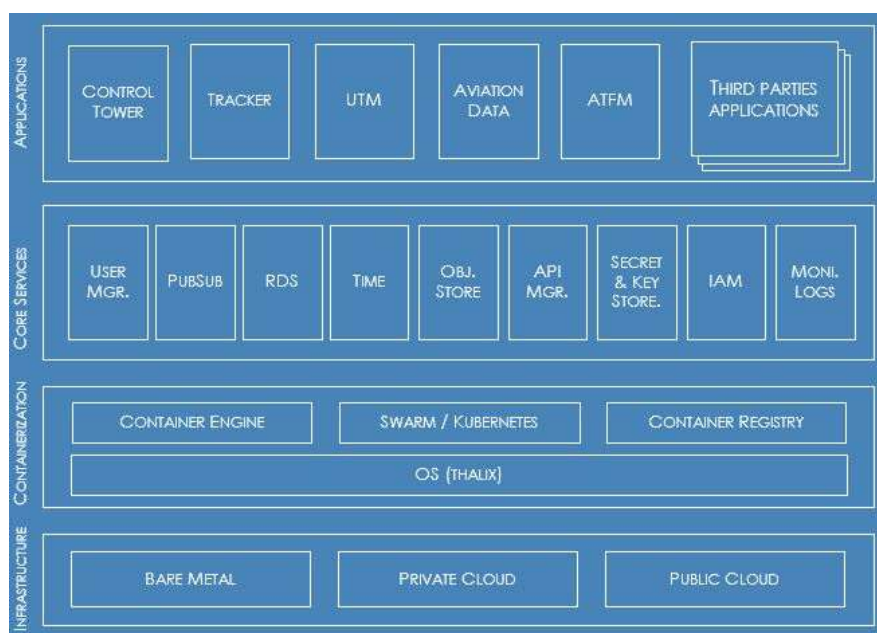 APPLICATIONS
CONTROL
TOWER
TRACKER
UTM
AVIATION
DATA
ATFM
THIRD PARTIES
APPLICATIONS
CORE SERVICES
USER
MGR.
PUBSUB
RDS
TIME
OBJ.
STORE
API
MGR.
SECRET
& KEY
STORE.
IAM
MONI.
LOGS
CONTAINERIZATION
CONTAINER ENGINE
SWARM / KUBERNETES
CONTAINER REGISTRY
OS (THALIX)
INFRASTRUCTURE
BARE METAL
PRIVATE CLOUD
PUBLIC CLOUD